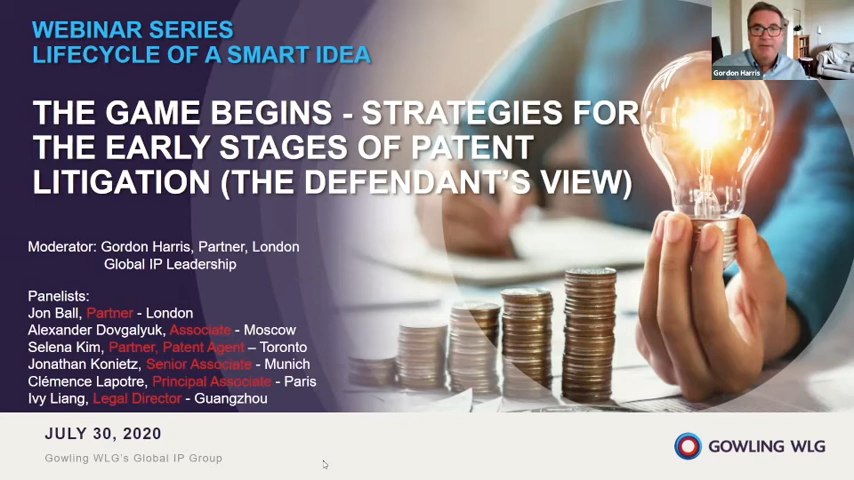 WEBINAR SERIES
LIFECYCLE OF A SMART IDEA
Gordon Harris
THE GAME BEGINS - STRATEGIES FOR
THE EARLY STAGES OF PATENT
LITIGATION (THE DEFENDANT'S VIEW)
Moderator: Gordon Harris, Partner, London
Global IP Leadership
Panelists:
Jon Ball, Partner - London
Alexander Dovgalyuk, Associate - Moscow
Selena Kim, Partner, Patent Agent – Toronto
Jonathan Konietz, Senior Associate - Munich
Clémence Lapotre, Principal Associate - Paris
Ivy Liang, Legal Director - Guangzhou
JULY 30, 2020
Gowling WLG's Global IP Group
GOWLING WLG